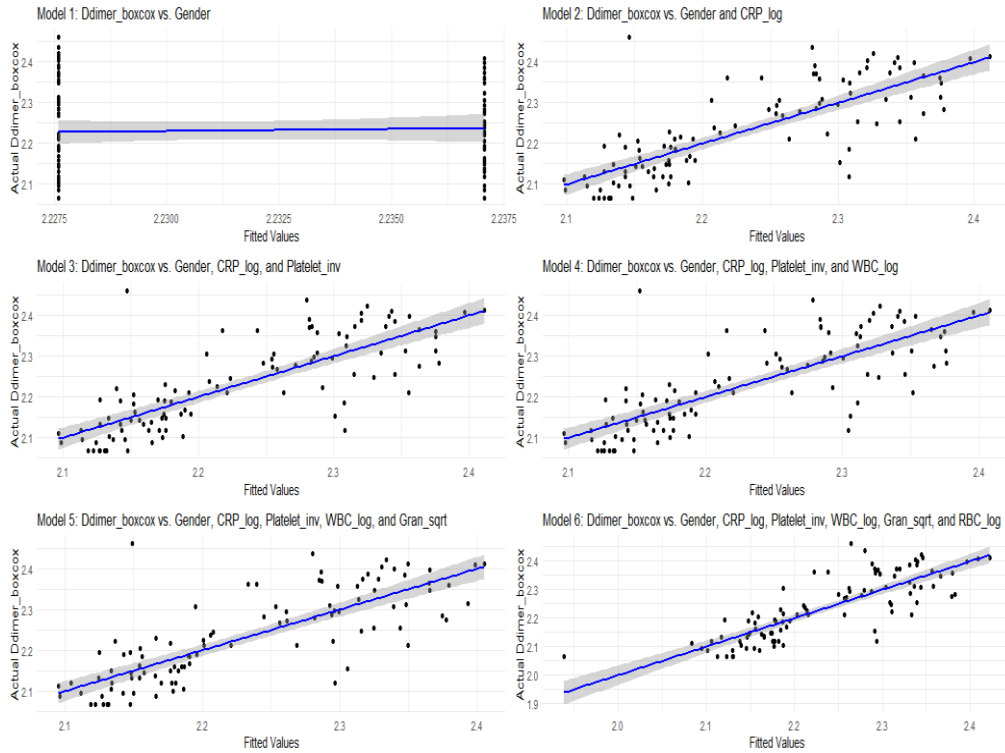 Model 1: Ddimer_boxcox vs. Gender
Actual Ddimer_boxcox
2.4
2.3
2.2
2.1
2.2275 2.2300 2.2325 2.2350 2.2375
Fitted Values
Model 2: Ddimer_boxcox vs. Gender and CRP_log
Actual Ddimer_boxcox
2.4
2.3
2.2
2.1
2.1 2.2 2.3 2.4
Fitted Values
Model 3: Ddimer_boxcox vs. Gender, CRP_log, and Platelet_inv
Actual Ddimer_boxcox
2.4
2.3
2.2
2.1
2.1 2.2 2.3 2.4
Fitted Values
Model 4: Ddimer_boxcox vs. Gender, CRP_log, Platelet_inv, and WBC_log
Actual Ddimer_boxcox
2.4
2.3
2.2
2.1
2.1 2.2 2.3 2.4
Fitted Values
Model 5: Ddimer_boxcox vs. Gender, CRP_log, Platelet_inv, WBC_log, and Gran_sqrt
Actual Ddimer_boxcox
2.4
2.3
2.2
2.1
2.1 2.2 2.3 2.4
Fitted Values
Model 6: Ddimer_boxcox vs. Gender, CRP_log, Platelet_inv, WBC_log, Gran_sqrt, and RBC_log
Actual Ddimer_boxcox
2.4
2.3
2.2
2.1
2.0
1.9
2.0 2.1 2.2 2.3 2.4
Fitted Values